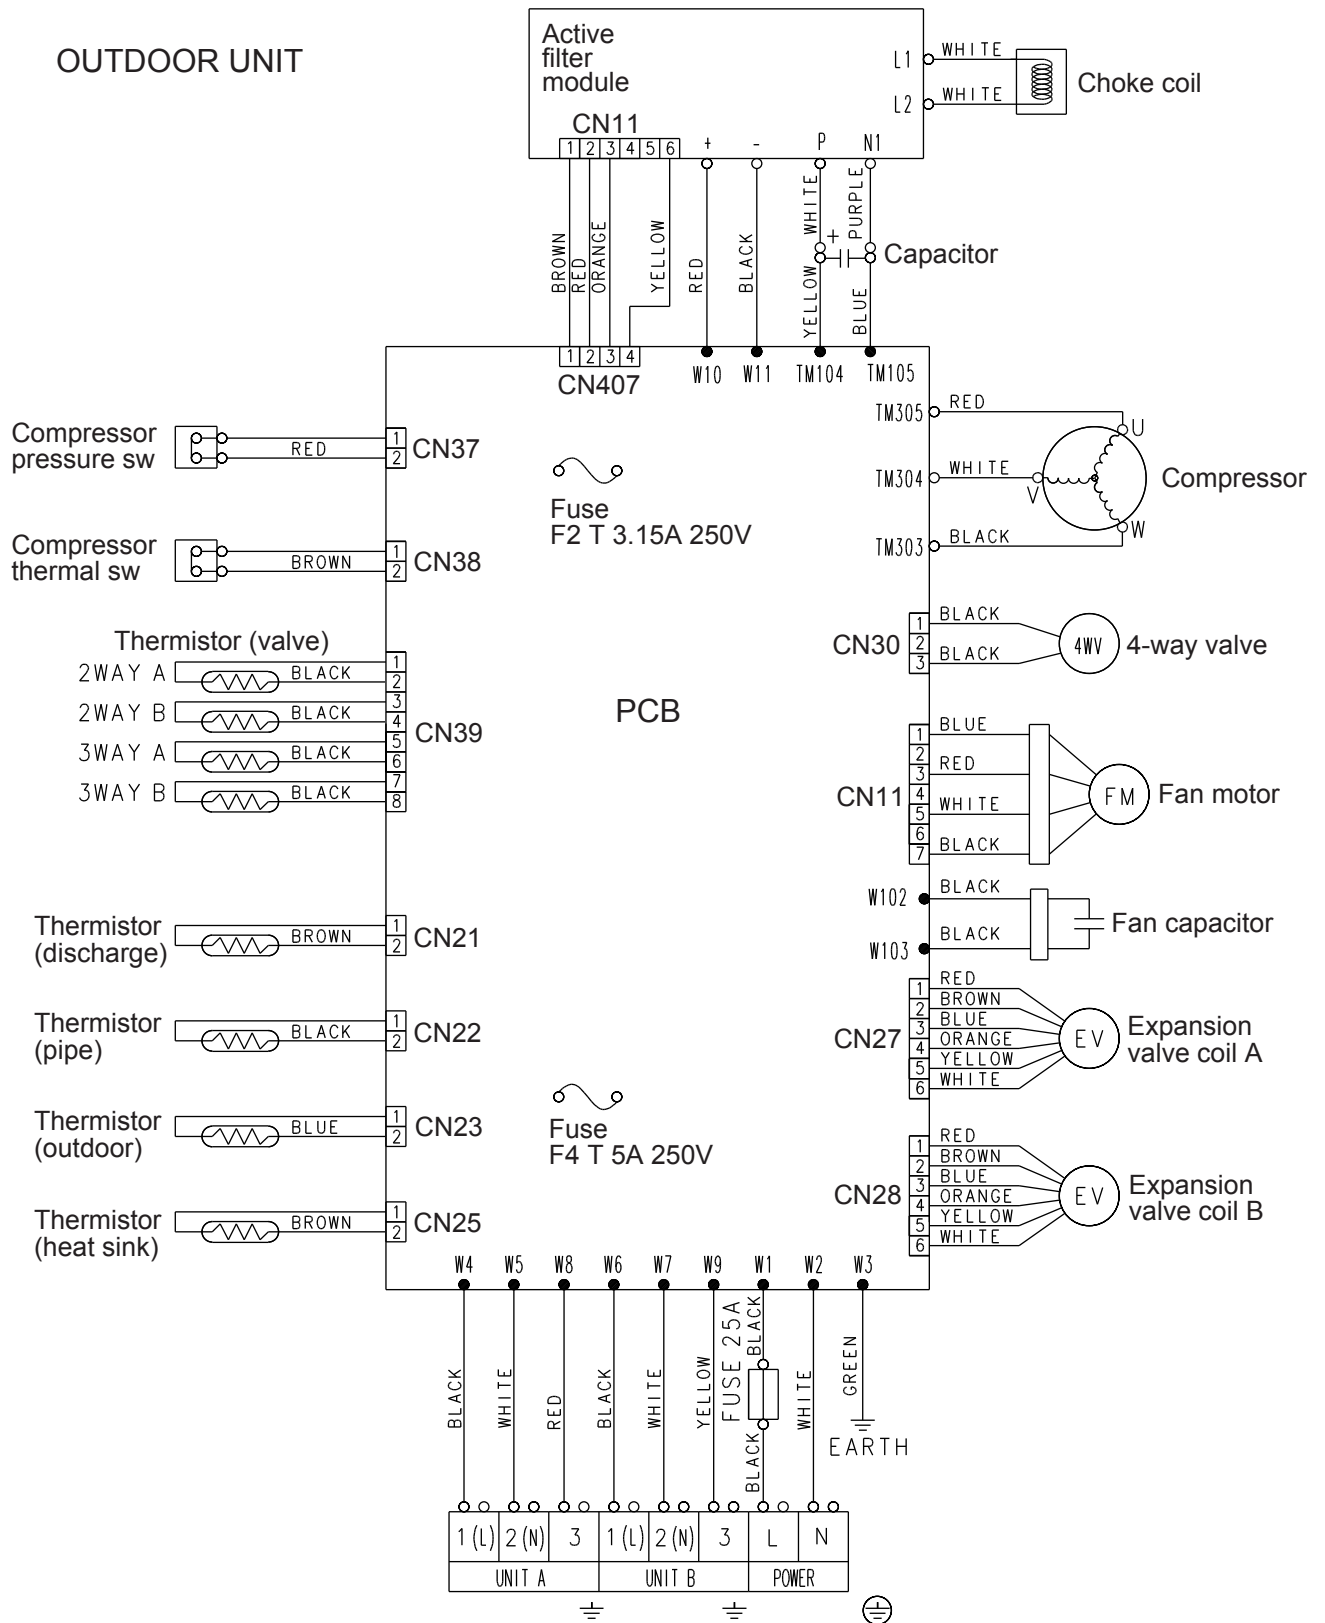 OUTDOOR UNIT
Active
filter
module
L1
WHITE
L2
WHITE
Choke coil
CN11
1 2 3 4 5 6
+
-
P
N1
BROWN
RED
ORANGE
YELLOW
RED
BLACK
WHITE
PURPLE
+
Capacitor
YELLOW
BLUE
1 2 3 4
CN407
W10
W11
TM104
TM105
Compressor
pressure sw
RED
1
2
CN37
Fuse
F2 T 3.15A 250V
TM305
RED
U
TM304
WHITE
V
Compressor
TM303
BLACK
W
Compressor
thermal sw
BROWN
1
2
CN38
Thermistor (valve)
2WAY A
BLACK
2WAY B
BLACK
3WAY A
BLACK
3WAY B
BLACK
1
2
3
4
5
6
7
8
CN39
PCB
CN30
1
2
3
BLACK
BLACK
4WV
4-way valve
CN11
1
2
3
4
5
6
7
BLUE
RED
WHITE
BLACK
FM
Fan motor
W102
BLACK
W103
BLACK
Fan capacitor
Thermistor
(discharge)
BROWN
1
2
CN21
Thermistor
(pipe)
BLACK
1
2
CN22
Thermistor
(outdoor)
BLUE
1
2
CN23
Thermistor
(heat sink)
BROWN
1
2
CN25
Fuse
F4 T 5A 250V
CN27
1
2
3
4
5
6
RED
BROWN
BLUE
ORANGE
YELLOW
WHITE
EV
Expansion
valve coil A
CN28
1
2
3
4
5
6
RED
BROWN
BLUE
ORANGE
YELLOW
WHITE
EV
Expansion
valve coil B
W4 W5 W8 W6 W7 W9 W1 W2 W3
BLACK
WHITE
RED
BLACK
WHITE
YELLOW
FUSE 25A
BLACK
BLACK
WHITE
GREEN
EARTH
1 (L) 2 (N) 3 1 (L) 2 (N) 3 L N
UNIT A UNIT B POWER